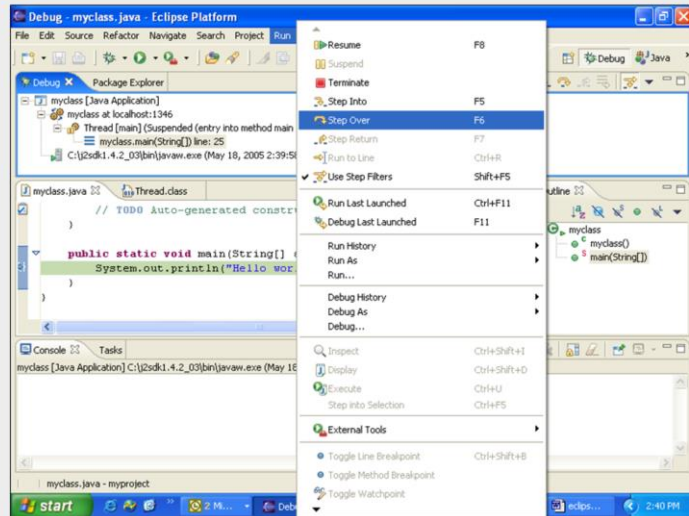 Debug - myclass.java - Eclipse Platform
File Edit Source Refactor Navigate Search Project Run
Debug Java
Debug Package Explorer
myclass [Java Application]
myclass at localhost:1346
Thread [main] (Suspended (entry into method main
myclass.main(String[]) line: 25
C:\j2sdk1.4.2_03\bin\javaw.exe (May 18, 2005 2:39:58
myclass.java Thread.class
// TODO Auto-generated constr
}
public static void main(String[]
System.out.println("Hello wor
}
}
Console Tasks
myclass [Java Application] C:\j2sdk1.4.2_03\bin\javaw.exe (May 18
myclass.java - myproject
Resume F8
Suspend
Terminate
Step Into F5
Step Over F6
Step Return F7
Run to Line Ctrl+R
Use Step Filters Shift+F5
Run Last Launched Ctrl+F11
Debug Last Launched F11
Run History
Run As
Run...
Debug History
Debug As
Debug...
Inspect Ctrl+Shift+I
Display Ctrl+Shift+D
Execute Ctrl+U
Step into Selection Ctrl+F5
External Tools
Toggle Line Breakpoint Ctrl+Shift+B
Toggle Method Breakpoint
Toggle Watchpoint
utline
myclass
myclass()
main(String[])
start 2 Mi... Deb eclips... 2:40 PM